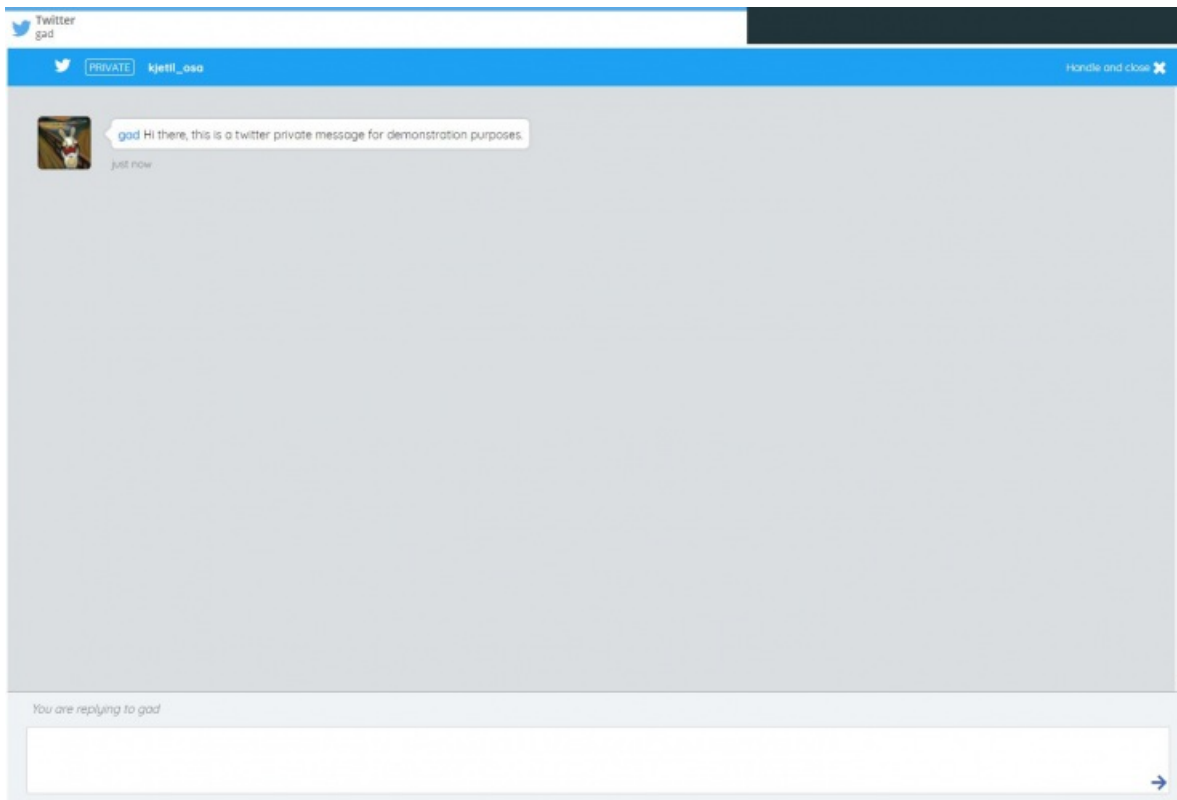 Twitter
gad
PRIVATE kjetil_osa Handle and close
gad Hi there, this is a twitter private message for demonstration purposes.
just now
You are replying to gad